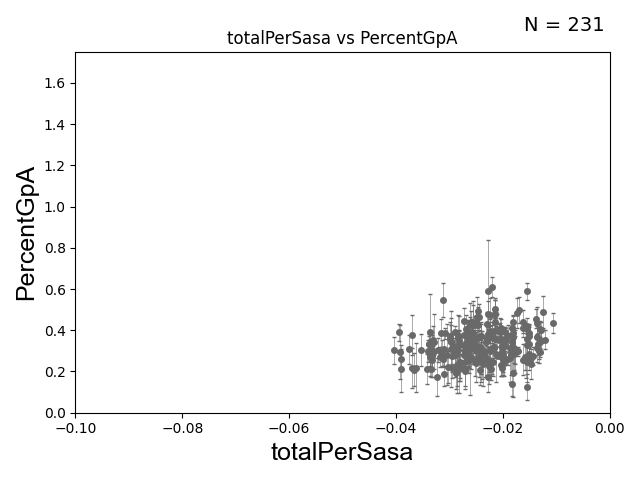 N = 231
totalPerSasa vs PercentGpA
PercentGpA
1.6
1.4
1.2
1.0
0.8
0.6
0.4
0.2
0.0
−0.10 −0.08 −0.06 −0.04 −0.02 0.00
totalPerSasa